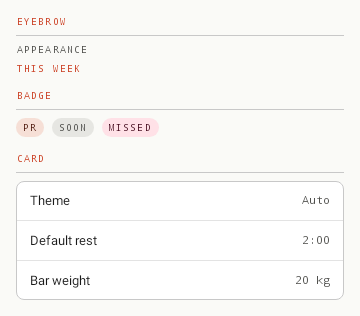 EYEBROW
APPEARANCE
THIS WEEK
BADGE
PR SOON MISSED
CARD
Theme Auto
Default rest 2:00
Bar weight 20 kg